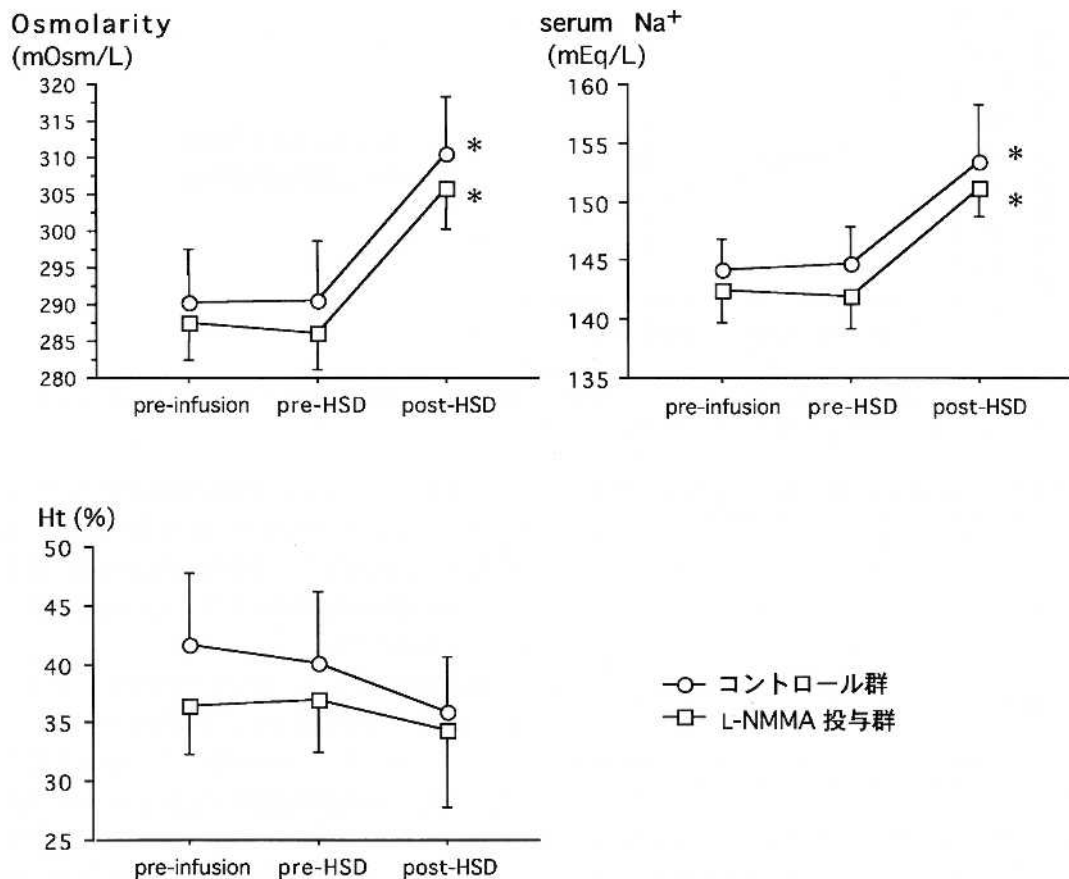 Osmolarity
(mOsm/L)
320
315
310
305
300
295
290
285
280
pre-infusion pre-HSD post-HSD
*
*
serum Na⁺
(mEq/L)
160
155
150
145
140
135
pre-infusion pre-HSD post-HSD
*
*
Ht (%)
50
45
40
35
30
25
pre-infusion pre-HSD post-HSD
コントロール群
L-NMMA 投与群